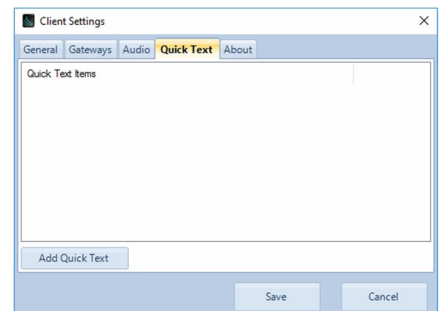 Client Settings
General Gateways Audio Quick Text About
Quick Text Items
Add Quick Text
Save Cancel